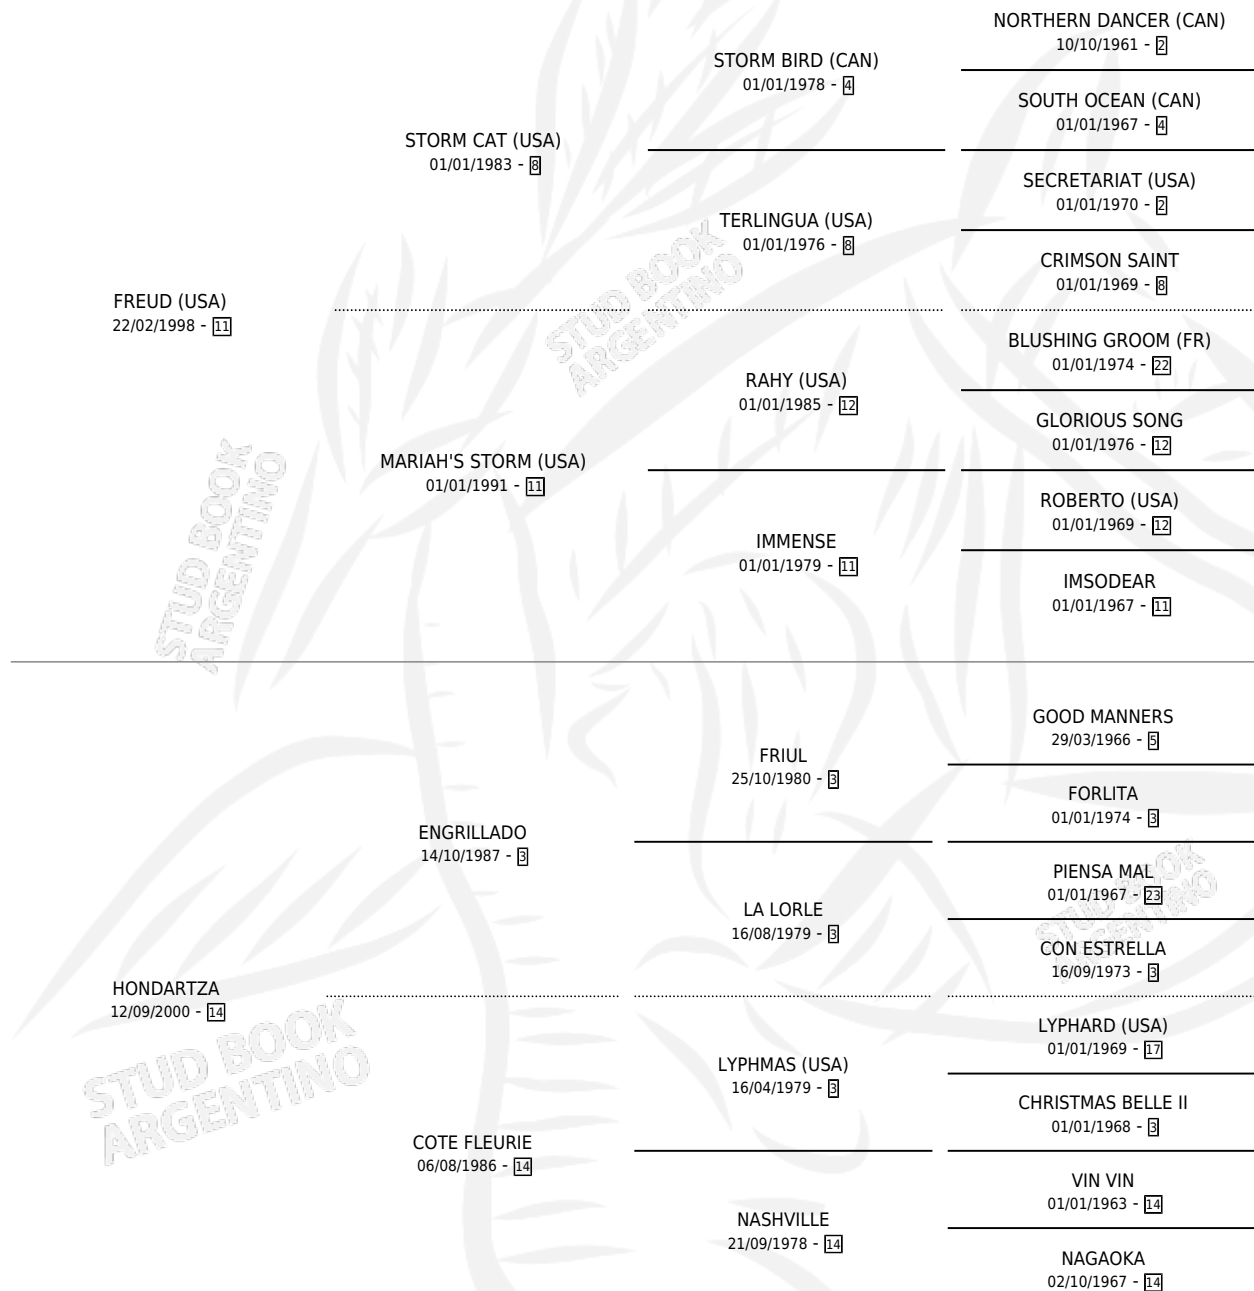 NORTHERN DANCER (CAN)
10/10/1961 - 2
STORM BIRD (CAN)
01/01/1978 - 4
SOUTH OCEAN (CAN)
01/01/1967 - 4
STORM CAT (USA)
01/01/1983 - 8
SECRETARIAT (USA)
01/01/1970 - 2
TERLINGUA (USA)
01/01/1976 - 8
CRIMSON SAINT
01/01/1969 - 8
FREUD (USA)
22/02/1998 - 11
BLUSHING GROOM (FR)
01/01/1974 - 22
RAHY (USA)
01/01/1985 - 12
GLORIOUS SONG
01/01/1976 - 12
MARIAH'S STORM (USA)
01/01/1991 - 11
ROBERTO (USA)
01/01/1969 - 12
IMMENSE
01/01/1979 - 11
IMSODEAR
01/01/1967 - 11
GOOD MANNERS
29/03/1966 - 5
FRIUL
25/10/1980 - 3
FORLITA
01/01/1974 - 3
ENGRILLADO
14/10/1987 - 3
PIENSA MAL
01/01/1967 - 23
LA LORLE
16/08/1979 - 3
CON ESTRELLA
16/09/1973 - 3
HONDARTZA
12/09/2000 - 14
LYPHARD (USA)
01/01/1969 - 17
LYPHMAS (USA)
16/04/1979 - 3
CHRISTMAS BELLE II
01/01/1968 - 3
COTE FLEURIE
06/08/1986 - 14
VIN VIN
01/01/1963 - 14
NASHVILLE
21/09/1978 - 14
NAGAOKA
02/10/1967 - 14
STUD BOOK
ARGENTINO
STUD BOOK
ARGENTINO
STUD BOOK
ARGENTINO
STUD BOOK
ARGENTINO